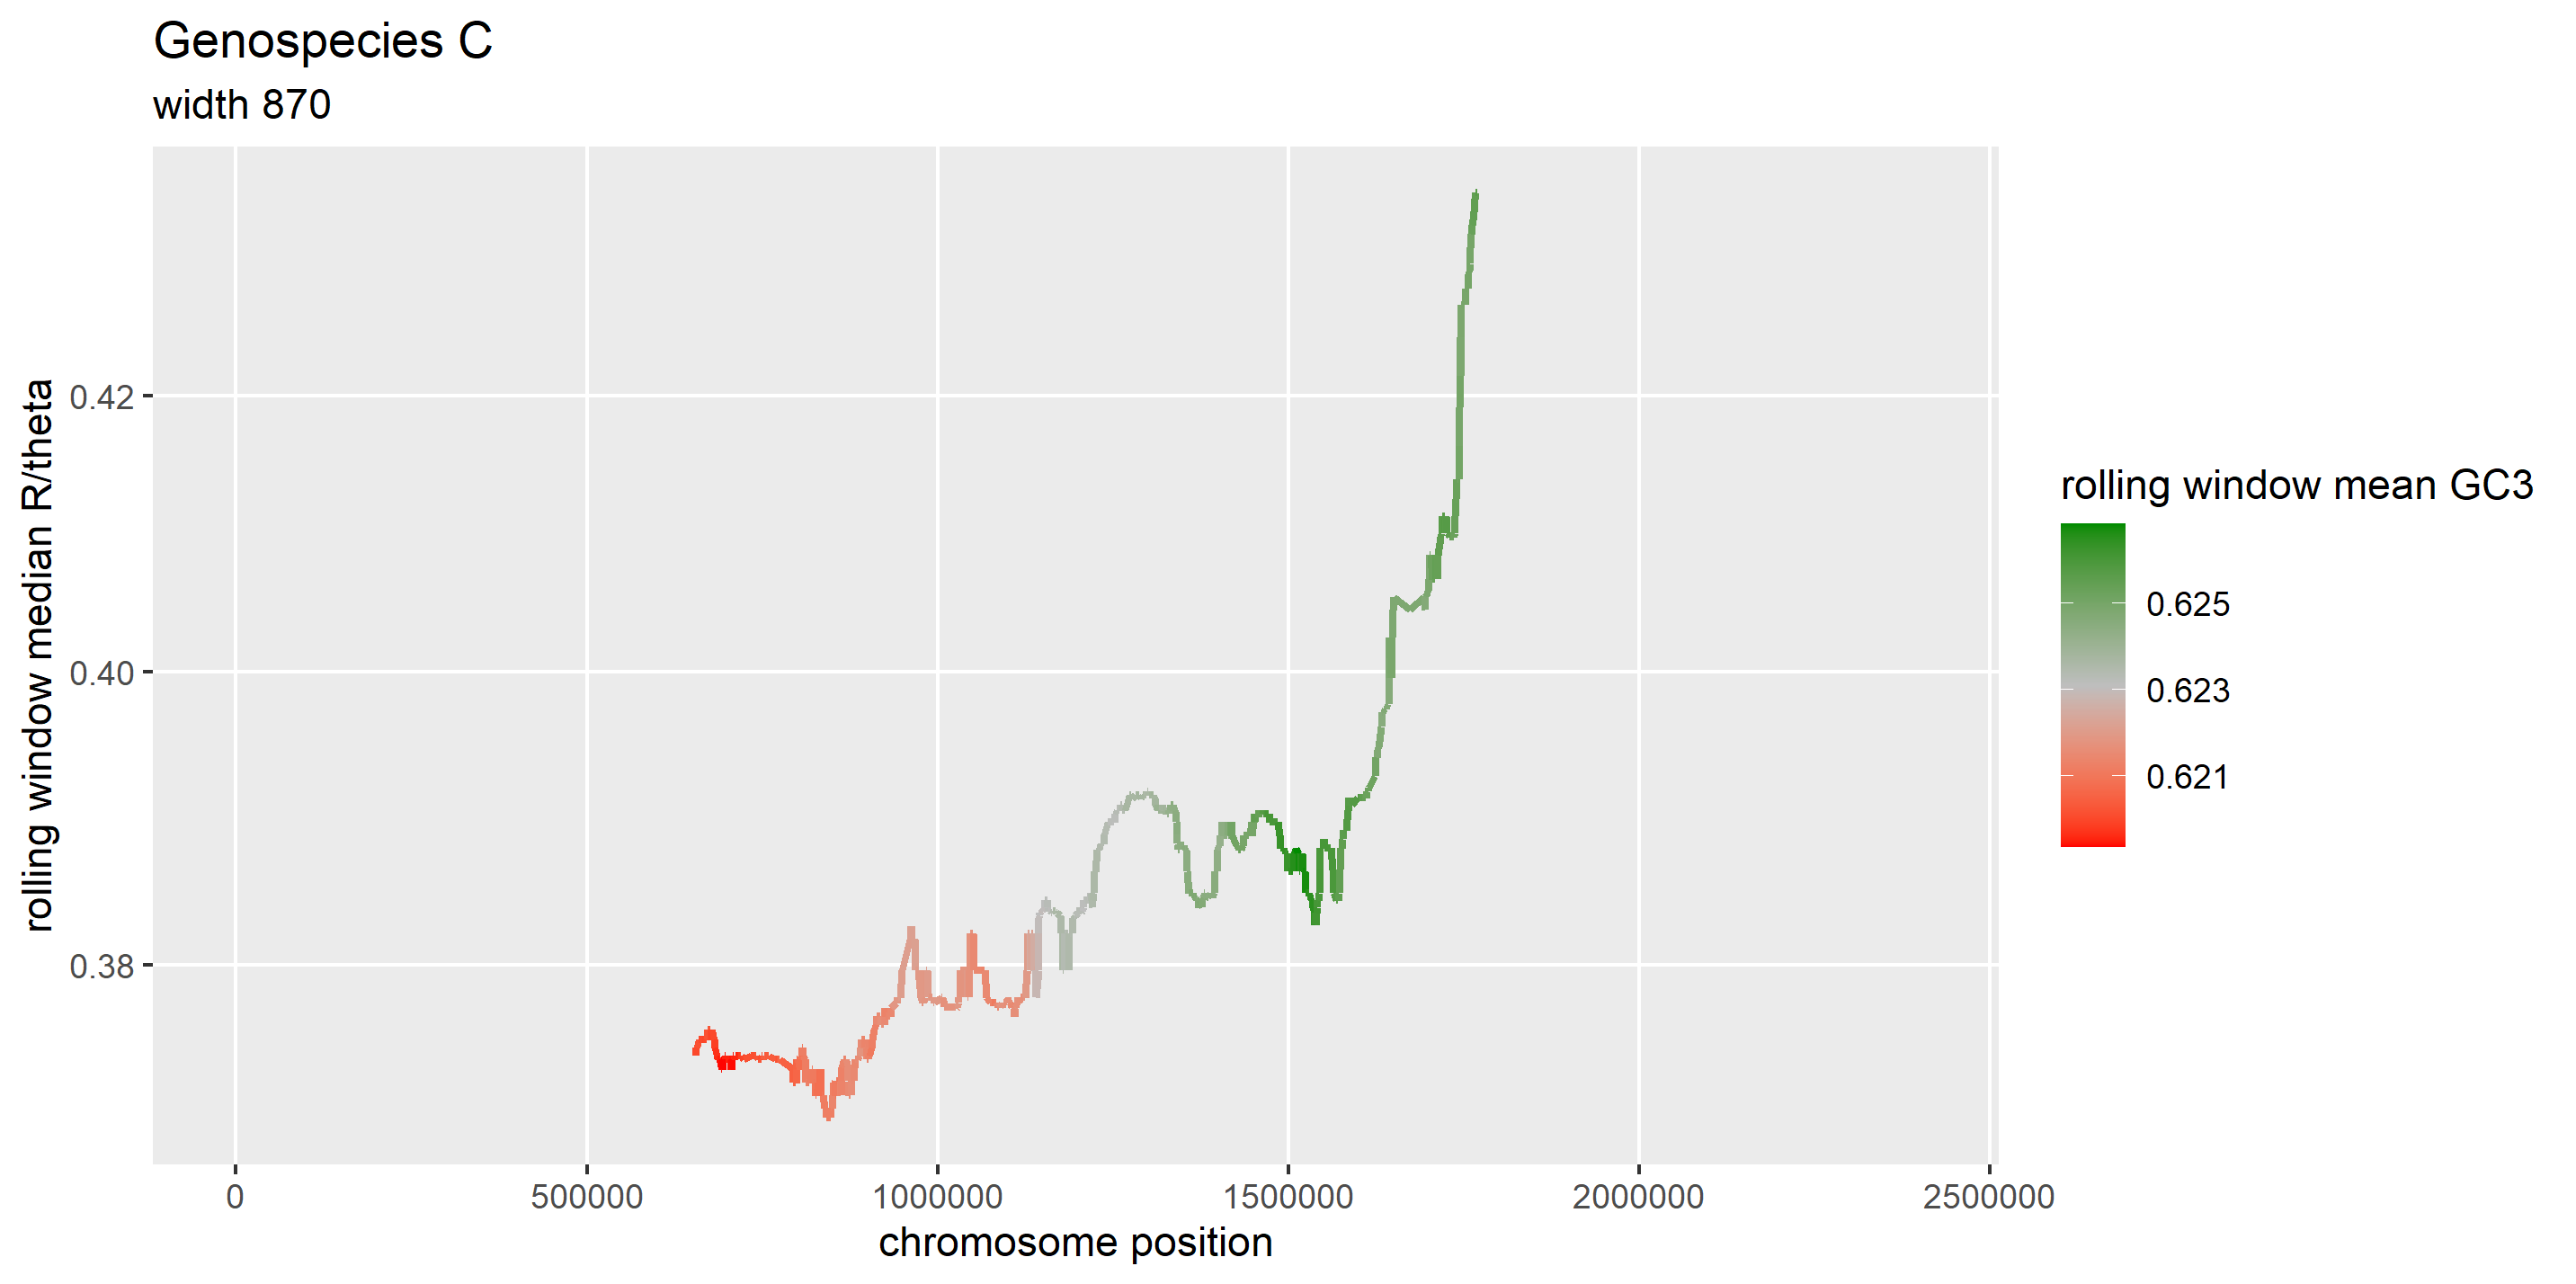 Genospecies C
width 870
rolling window median R/theta
0.42
0.40
0.38
0
500000
1000000
1500000
2000000
2500000
chromosome position
rolling window mean GC3
0.625
0.623
0.621